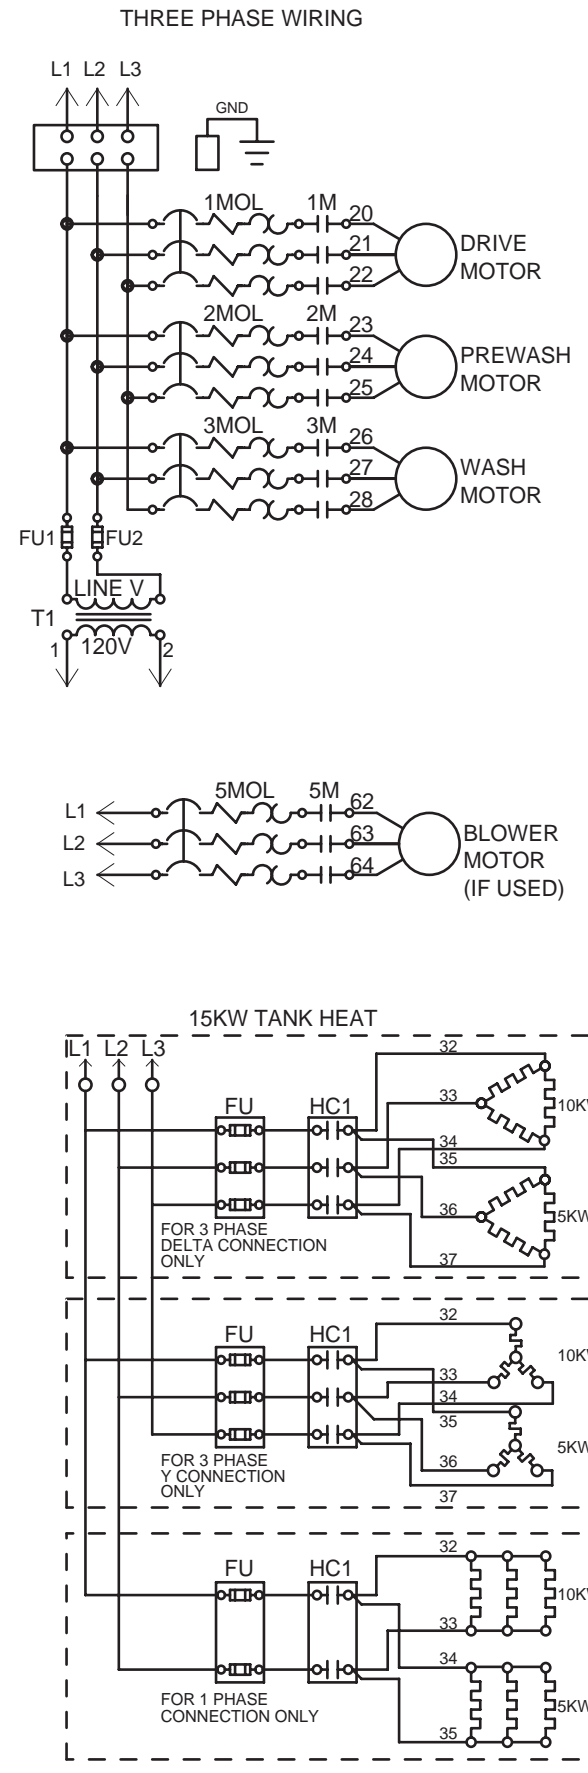 THREE PHASE WIRING
L1 L2 L3
GND
1MOL 1M 20
21
22
DRIVE
MOTOR
2MOL 2M 23
24
25
PREWASH
MOTOR
3MOL 3M 26
27
28
WASH
MOTOR
FU1 FU2
LINE V
T1
1 120V 2
5MOL 5M 62
L1
L2 63
L3 64
BLOWER
MOTOR
(IF USED)
15KW TANK HEAT
L1 L2 L3
32
FU HC1
33
10KW
34
35
36
5KW
37
FOR 3 PHASE
DELTA CONNECTION
ONLY
32
FU HC1
10KW
33
34
35
36
5KW
37
FOR 3 PHASE
Y CONNECTION
ONLY
32
FU HC1
10KW
33
34
5KW
35
FOR 1 PHASE
CONNECTION ONLY